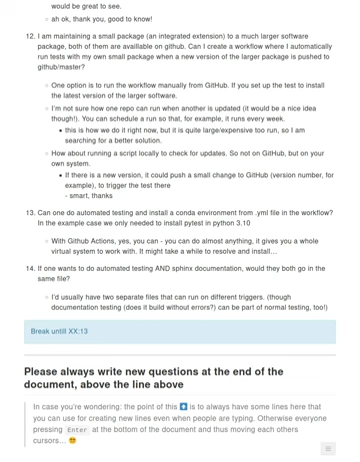 would be great to see.
ah ok, thank you, good to know!
12. I am maintaining a small package (an integrated extension) to a much larger software
package, both of them are availlable on github. Can I create a workflow where I automatically
run tests with my own small package when a new version of the larger package is pushed to
github/master?
One option is to run the workflow manually from GitHub. If you set up the test to install
the latest version of the larger software.
I'm not sure how one repo can run when another is updated (it would be a nice idea
though!). You can schedule a run so that, for example, it runs every week.
this is how we do it right now, but it is quite large/expensive too run, so I am
searching for a better solution.
How about running a script locally to check for updates. So not on GitHub, but on your
own system.
If there is a new version, it could push a small change to GitHub (version number, for
example), to trigger the test there
- smart, thanks
13. Can one do automated testing and install a conda environment from .yml file in the workflow?
In the example case we only needed to install pytest in python 3.10
With Github Actions, yes, you can - you can do almost anything, it gives you a whole
virtual system to work with. It might take a while to resolve and install...
14. If one wants to do automated testing AND sphinx documentation, would they both go in the
same file?
I'd usually have two separate files that can run on different triggers. (though
documentation testing (does it build without errors?) can be part of normal testing, too!)
Break untill XX:13
Please always write new questions at the end of the
document, above the line above
In case you're wondering: the point of this ⬆️ is to always have some lines here that
you can use for creating new lines even when people are typing. Otherwise everyone
pressing Enter at the bottom of the document and thus moving each others
cursors... 😬